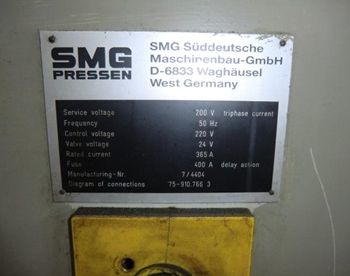 SMG
PRESSEN
SMG Süddeutsche
Maschinenbau-GmbH
D-6833 Waghäusel
West Germany
Service voltage 200 V triphase current
Frequency 50 Hz
Control voltage 220 V
Valve voltage 24 V
Rated current 365 A
Fuse 400 A delay action
Manufacturing-Nr. 7/4404
Diagram of connections 75-910.766 3